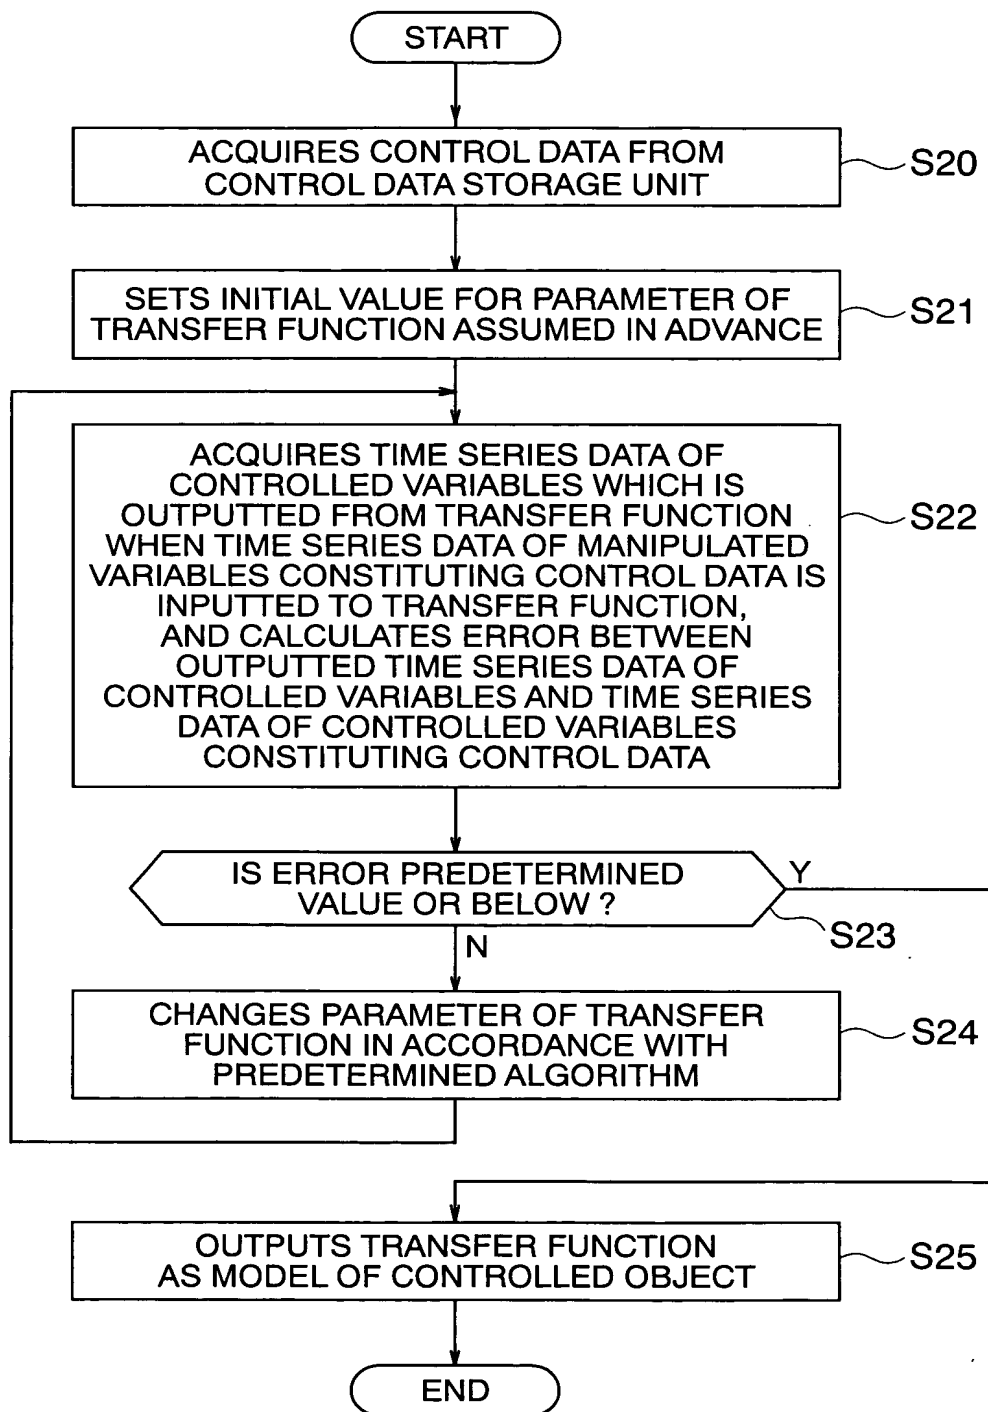 START
ACQUIRES CONTROL DATA FROM
CONTROL DATA STORAGE UNIT
S20
SETS INITIAL VALUE FOR PARAMETER OF
TRANSFER FUNCTION ASSUMED IN ADVANCE
S21
ACQUIRES TIME SERIES DATA OF
CONTROLLED VARIABLES WHICH IS
OUTPUTTED FROM TRANSFER FUNCTION
WHEN TIME SERIES DATA OF MANIPULATED
VARIABLES CONSTITUTING CONTROL DATA IS
INPUTTED TO TRANSFER FUNCTION,
AND CALCULATES ERROR BETWEEN
OUTPUTTED TIME SERIES DATA OF
CONTROLLED VARIABLES AND TIME SERIES
DATA OF CONTROLLED VARIABLES
CONSTITUTING CONTROL DATA
S22
IS ERROR PREDETERMINED
VALUE OR BELOW ?
Y
S23
N
CHANGES PARAMETER OF TRANSFER
FUNCTION IN ACCORDANCE WITH
PREDETERMINED ALGORITHM
S24
OUTPUTS TRANSFER FUNCTION
AS MODEL OF CONTROLLED OBJECT
S25
END